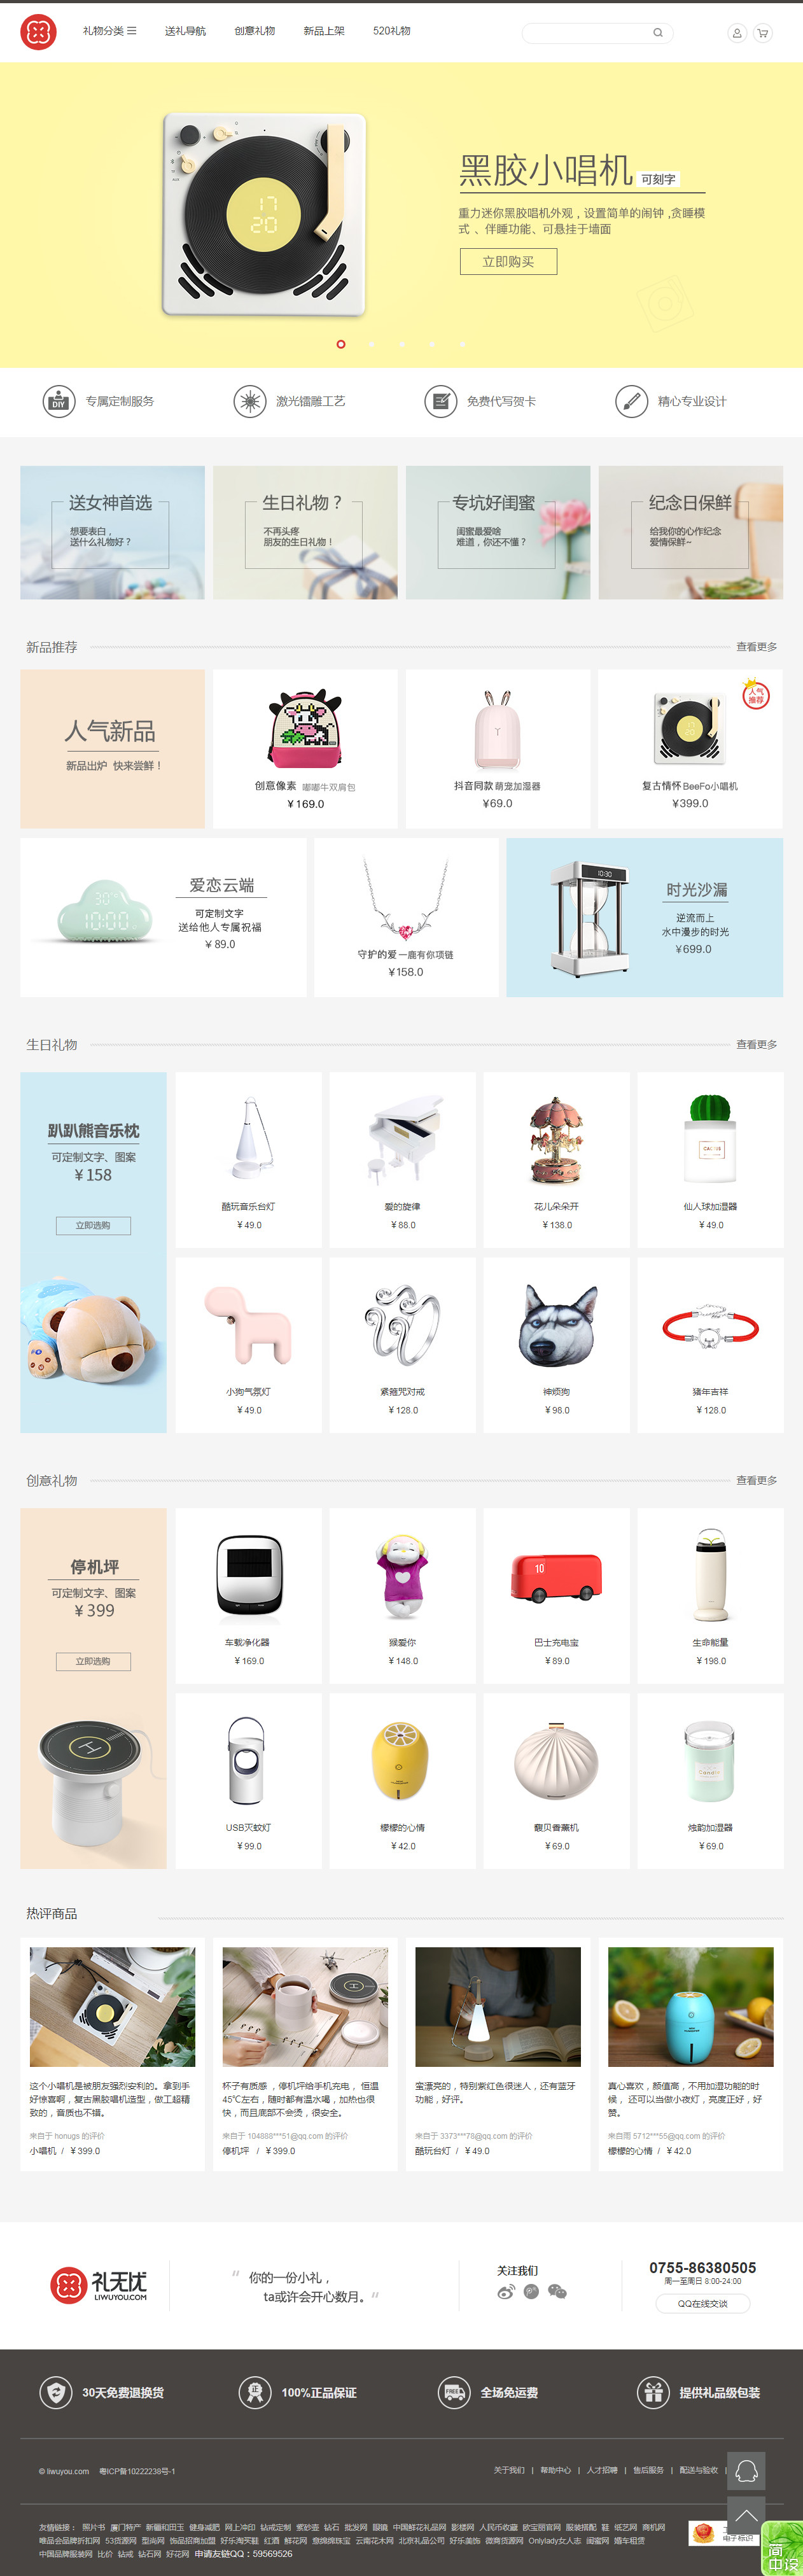 礼物分类 送礼导航 创意礼物 新品上架 520礼物
17
20
黑胶小唱机 可刻字
重力迷你黑胶唱机外观，设置简单的闹钟 ,贪睡模
式 、伴睡功能、可悬挂于墙面
立即购买
DIY 专属定制服务 激光镭雕工艺 免费代写贺卡 精心专业设计
送女神首选
想要表白，
送什么礼物好？
生日礼物？
不再头疼
朋友的生日礼物！
专坑好闺蜜
闺蜜最爱啥
难道，你还不懂？
纪念日保鲜
给我你的心作纪念
爱情保鲜~
新品推荐 查看更多
人气新品
新品出炉 快来尝鲜！
创意像素 嘟嘟牛双肩包
¥169.0
抖音同款 萌宠加湿器
¥69.0
人气
推荐
复古情怀 BeeFo小唱机
¥399.0
爱恋云端
可定制文字
送给他人专属祝福
¥ 89.0
守护的爱 一鹿有你项链
¥158.0
10:30
时光沙漏
逆流而上
水中漫步的时光
¥699.0
生日礼物 查看更多
趴趴熊音乐枕
可定制文字、图案
¥158
立即选购
酷玩音乐台灯 爱的旋律 花儿朵朵开 仙人球加湿器
¥49.0 ¥88.0 ¥138.0 ¥49.0
小狗气氛灯 紧箍咒对戒 神烦狗 猪年吉祥
¥49.0 ¥128.0 ¥98.0 ¥128.0
创意礼物 查看更多
停机坪
可定制文字、图案
¥399
立即选购
10
车载净化器 猴爱你 巴士充电宝 生命能量
¥169.0 ¥148.0 ¥89.0 ¥198.0
USB灭蚊灯 檬檬的心情 馥贝香薰机 烛韵加湿器
¥99.0 ¥42.0 ¥69.0 ¥69.0
热评商品
这个小唱机是被朋友强烈安利的。拿到手
好惊喜啊，复古黑胶唱机造型，做工超精
致的，音质也不错。
来自于 honugs 的评价
小唱机 / ¥399.0
杯子有质感 ，停机坪给手机充电， 恒温
45℃左右，随时都有温水喝，加热也很
快，而且底部不会烫，很安全。
来自于 104888***51@qq.com 的评价
停机坪 / ¥399.0
蛮漂亮的，特别紫红色很迷人，还有蓝牙
功能，好评。
来自于 3373***78@qq.com 的评价
酷玩台灯 / ¥49.0
真心喜欢，颜值高，不用加湿功能的时
候， 还可以当做小夜灯，亮度正好，好
赞。
来自雨 5712***55@qq.com 的评价
檬檬的心情 / ¥42.0
礼无忧
LIWUYOU.COM
“ 你的一份小礼，
ta或许会开心数月。”
关注我们
0755-86380505
周一至周日 8:00-24:00
QQ在线交谈
30天免费退换货 正 100%正品保证 FREE 全场免运费 提供礼品级包装
© liwuyou.com 粤ICP备10222238号-1
关于我们 | 帮助中心 | 人才招聘 | 售后服务 | 配送与验收 |
友情链接： 照片书 厦门特产 新疆和田玉 健身减肥 网上冲印 钻戒定制 紫砂壶 钻石 批发网 眼镜 中国鲜花礼品网 影楼网 人民币收藏 欧宝丽官网 服装搭配 鞋 纸艺网 商机网
唯品会品牌折扣网 53货源网 型尚网 饰品招商加盟 好乐淘买鞋 红酒 鲜花网 意绵绵珠宝 云南花木网 北京礼品公司 好乐美饰 微商货源网 Onlylady女人志 闺蜜网 婚车租赁
中国品牌服装网 比价 钻戒 钻石网 好花网 申请友链QQ：59569526
电子标识
简
中 设